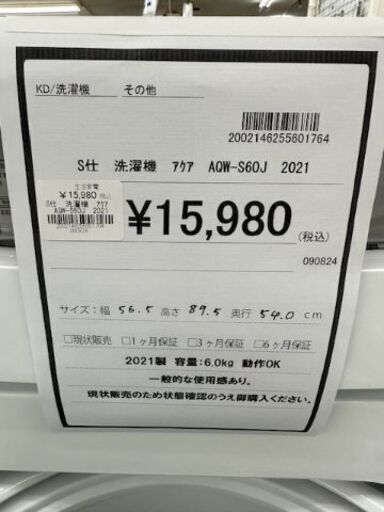 KD/洗濯機 その他
2002146255601764
S仕 洗濯機 アクア AQW-S60J 2021
生活家電
¥15,980 税込
S仕 洗濯機 アクア
AQW-S60J 2021
¥15,980
(税込)
090824
サイズ:幅 56.5 高さ 89.5 奥行 54.0 cm
□現状販売 □1ヶ月保証 □3ヶ月保証 □6ヶ月保証
2021製 容量:6.0kg 動作OK
一般的な使用感あり。
現状販売のため状態確認のうえ御購入ください。